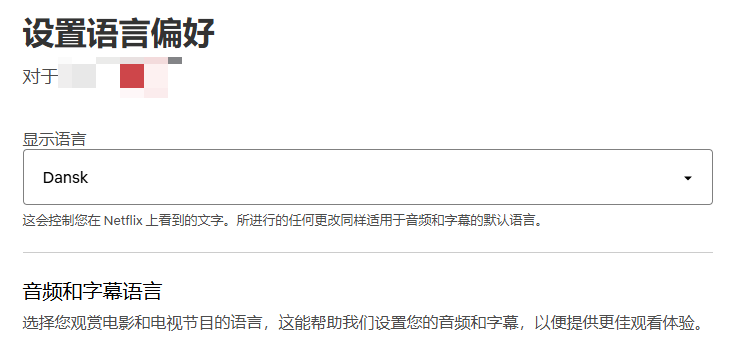 设置语言偏好
对于
显示语言
Dansk
这会控制您在 Netflix 上看到的文字。所进行的任何更改同样适用于音频和字幕的默认语言。
音频和字幕语言
选择您观赏电影和电视节目的语言，这能帮助我们设置您的音频和字幕，以便提供更佳观看体验。